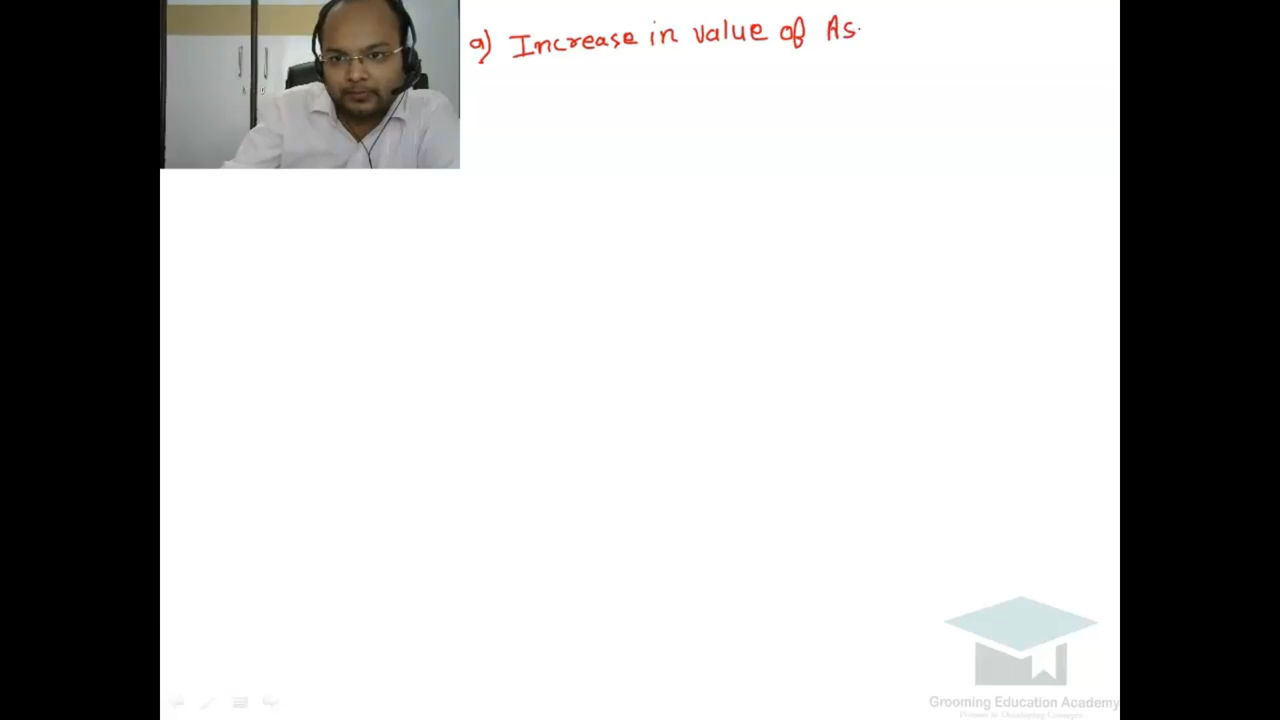 a) Increase in value of As.
Grooming Education Academy